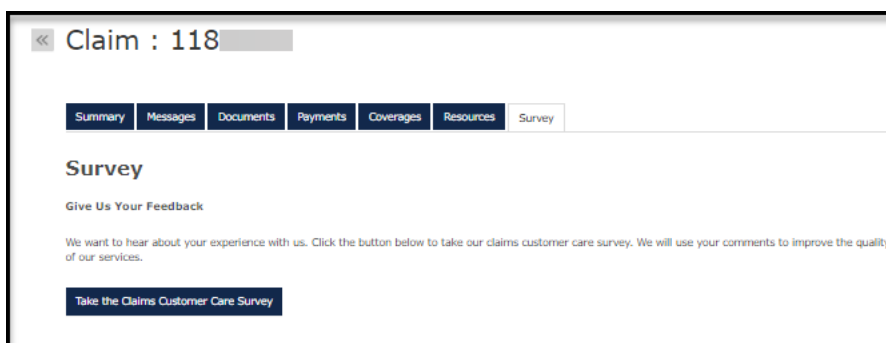 « Claim : 118
Summary Messages Documents Payments Coverages Resources Survey
Survey
Give Us Your Feedback
We want to hear about your experience with us. Click the button below to take our claims customer care survey. We will use your comments to improve the quality
of our services.
Take the Claims Customer Care Survey